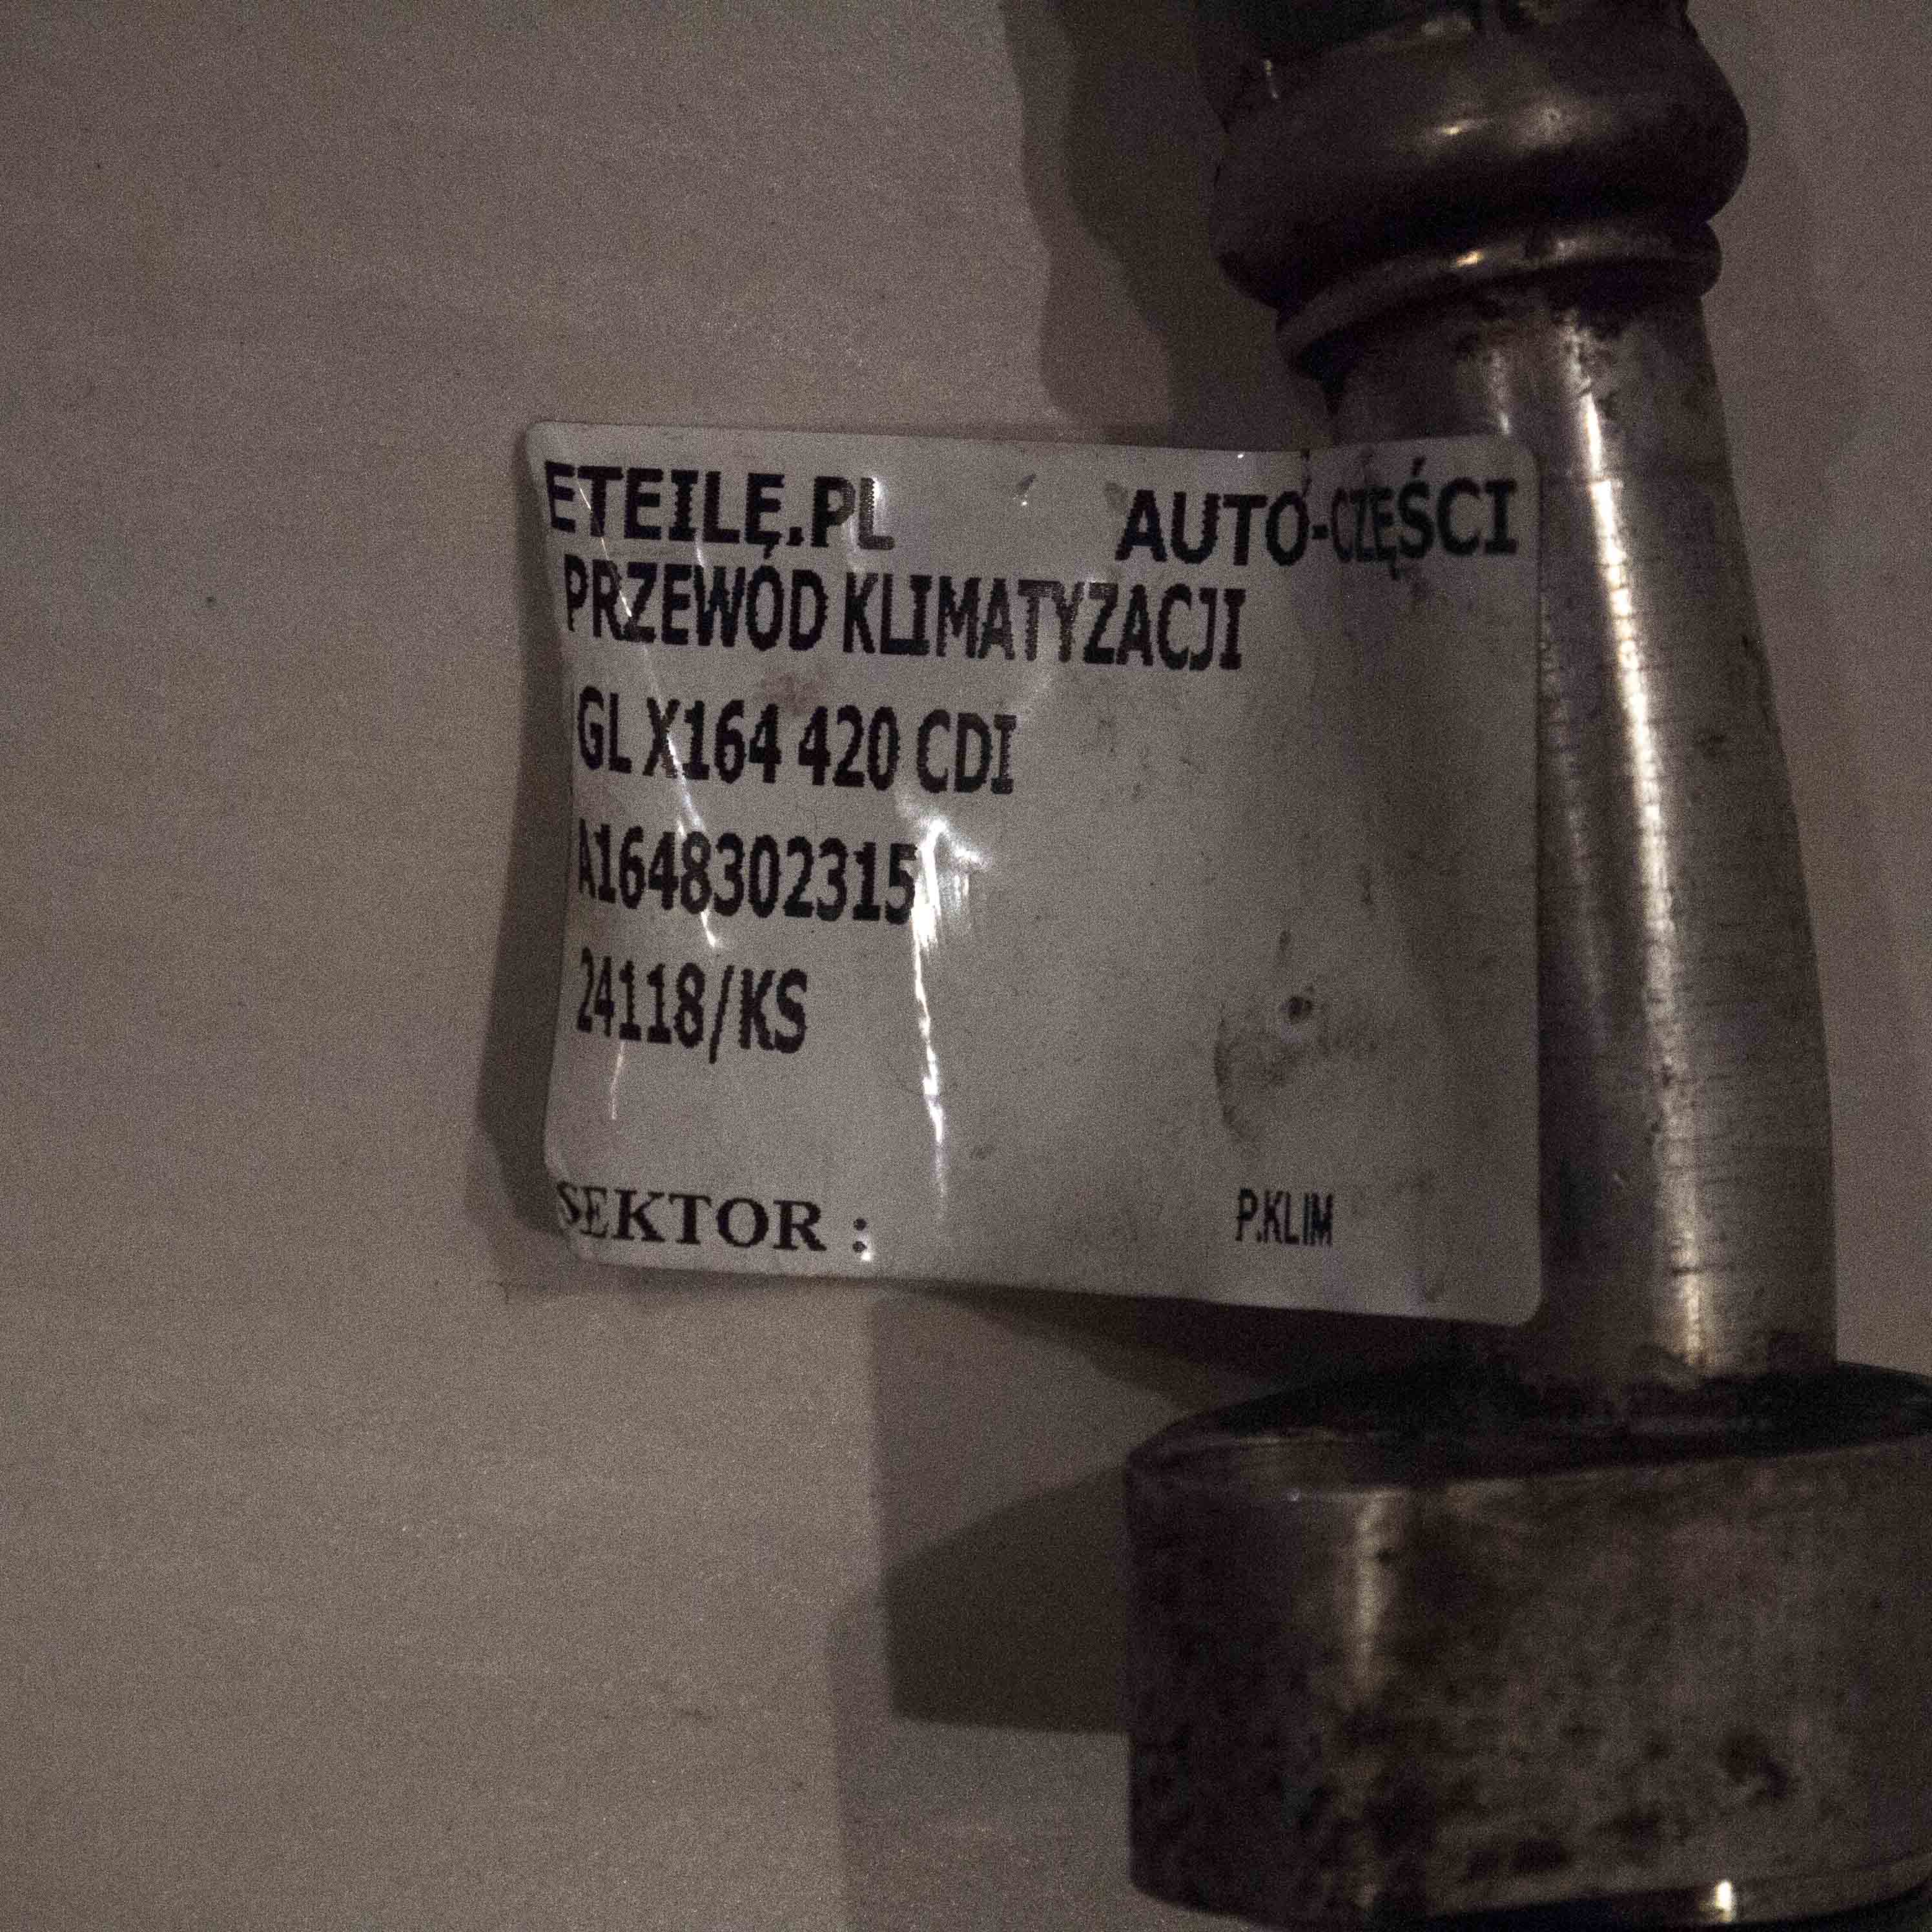 ETEILE.PL AUTO-CZĘŚCI
PRZEWÓD KLIMATYZACJI
GL X164 420 CDI
A1648302315
24118/KS
SEKTOR : P.KLIM